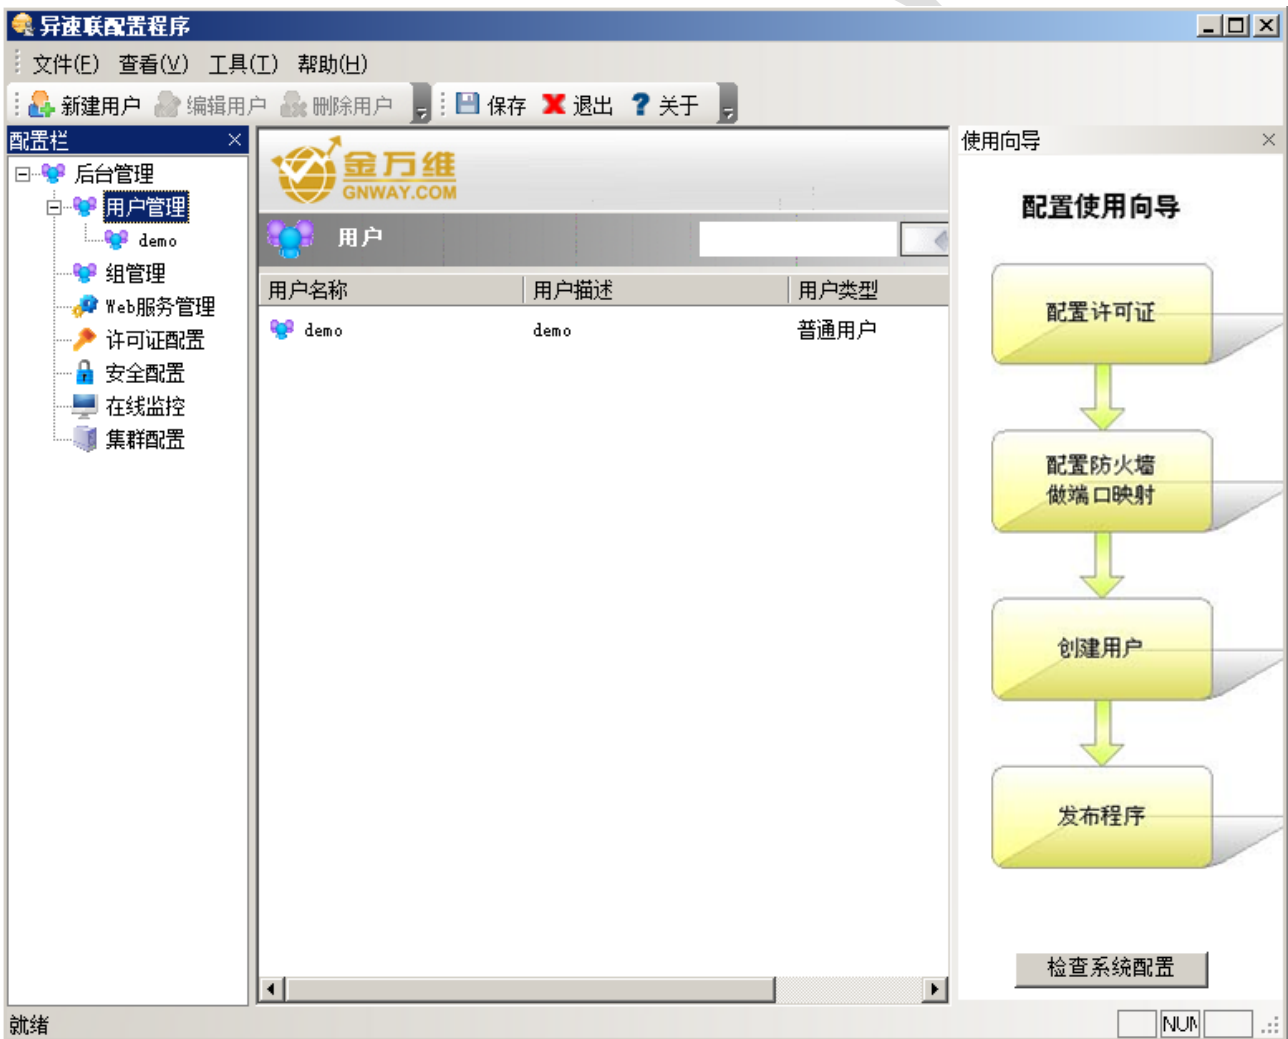 异速联配置程序
文件(F) 查看(V) 工具(T) 帮助(H)
新建用户 编辑用户 删除用户 保存 退出 ? 关于
配置栏
后台管理
用户管理
demo
组管理
Web服务管理
许可证配置
安全配置
在线监控
集群配置
金万维
GNWAY.COM
用户
用户名称 用户描述 用户类型
demo demo 普通用户
使用向导
配置使用向导
配置许可证
配置防火墙
做端口映射
创建用户
发布程序
检查系统配置
就绪
NUM